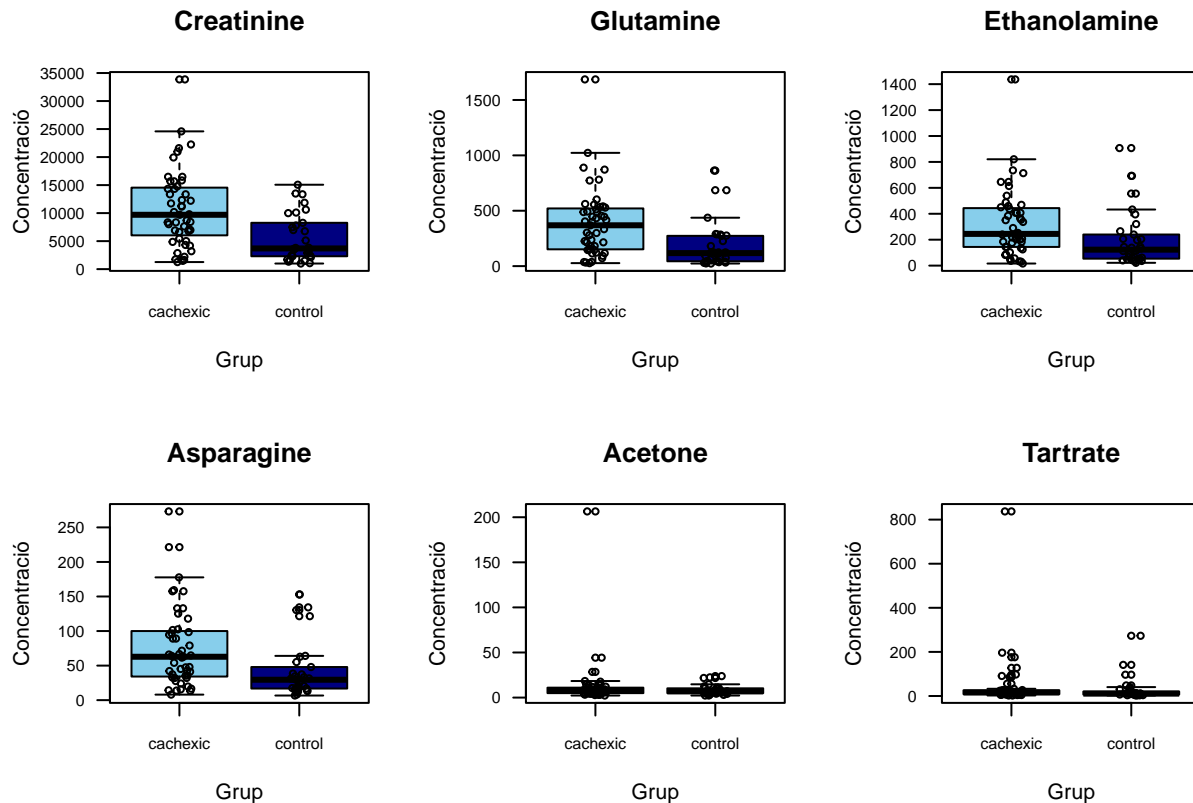 Creatinine
Concentració
35000
30000
25000
20000
15000
10000
5000
0
cachexic control
Grup
Glutamine
Concentració
1500
1000
500
0
cachexic control
Grup
Ethanolamine
Concentració
1400
1200
1000
800
600
400
200
0
cachexic control
Grup
Asparagine
Concentració
250
200
150
100
50
0
cachexic control
Grup
Acetone
Concentració
200
150
100
50
0
cachexic control
Grup
Tartrate
Concentració
800
600
400
200
0
cachexic control
Grup